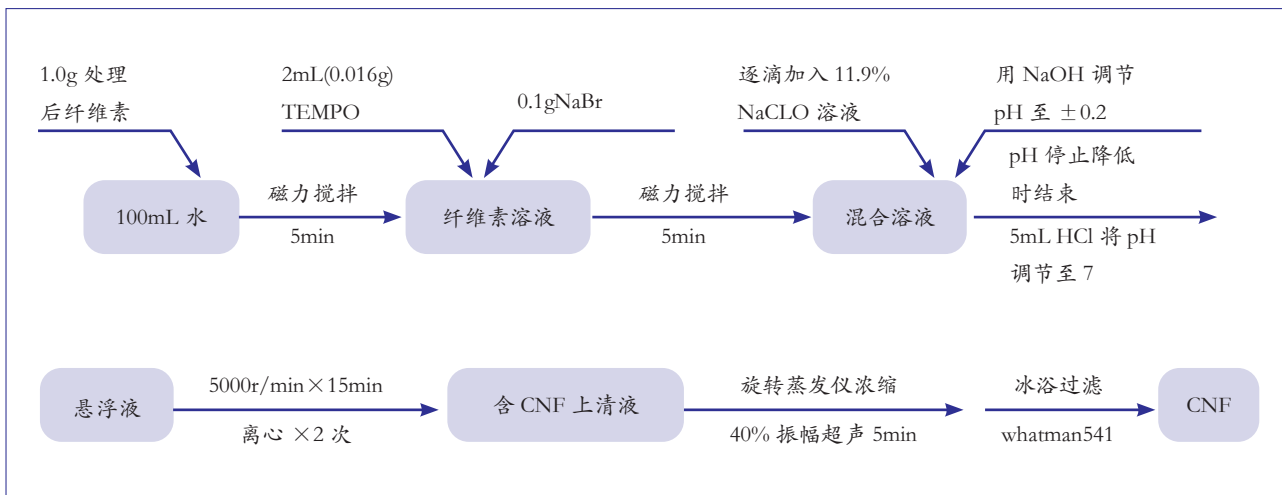 1.0g 处理
后纤维素
2mL(0.016g)
TEMPO
0.1gNaBr
逐滴加入 11.9%
NaCLO 溶液
用 NaOH 调节
pH 至 ±0.2
100mL 水
磁力搅拌
5min
纤维素溶液
磁力搅拌
5min
混合溶液
pH 停止降低
时结束
5mL HCl 将 pH
调节至 7
悬浮液
5000r/min×15min
离心 ×2 次
含 CNF 上清液
旋转蒸发仪浓缩
40% 振幅超声 5min
冰浴过滤
whatman541
CNF